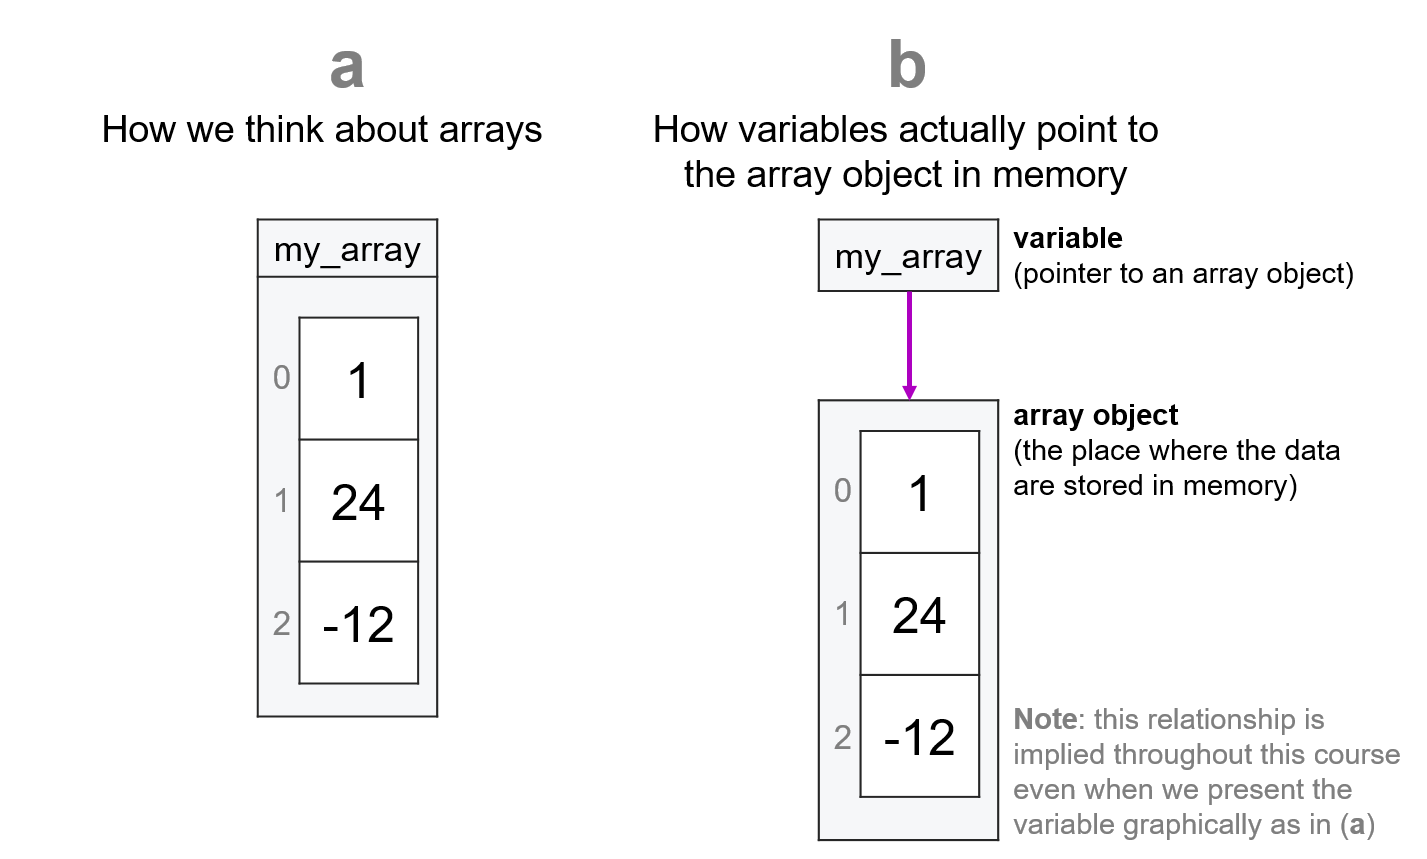 a
How we think about arrays
my_array
0
1
1
24
2
-12
b
How variables actually point to
the array object in memory
my_array
variable
(pointer to an array object)
array object
(the place where the data
are stored in memory)
0
1
1
24
2
-12
Note: this relationship is
implied throughout this course
even when we present the
variable graphically as in (a)